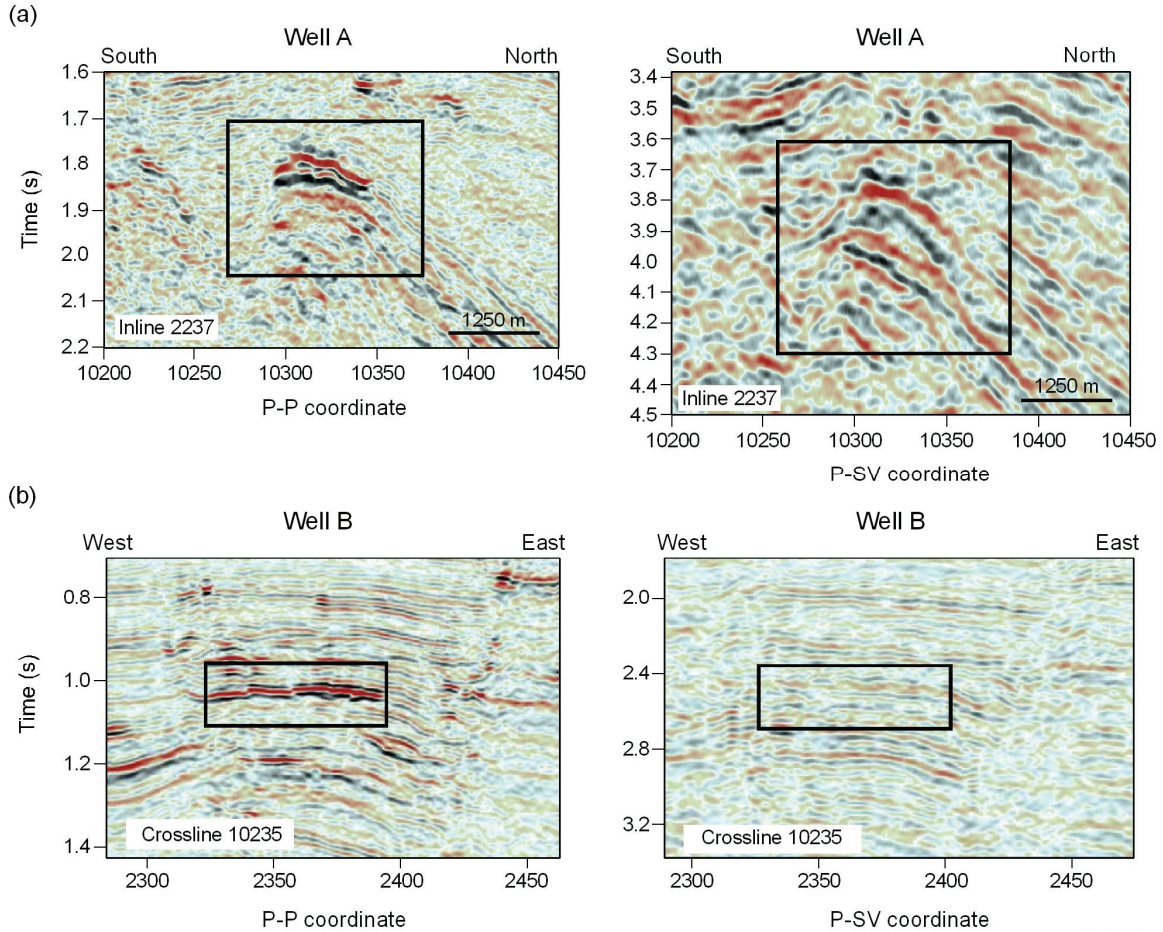 (a)
Well A
South North
1.6
1.7
1.8
1.9
2.0
2.1
2.2
Time (s)
Inline 2237
1250 m
10200 10250 10300 10350 10400 10450
P-P coordinate
Well A
South North
3.4
3.5
3.6
3.7
3.8
3.9
4.0
4.1
4.2
4.3
4.4
4.5
Inline 2237
1250 m
10200 10250 10300 10350 10400 10450
P-SV coordinate
(b)
Well B
West East
0.8
1.0
1.2
1.4
Time (s)
Crossline 10235
2300 2350 2400 2450
P-P coordinate
Well B
West East
2.0
2.4
2.8
3.2
Crossline 10235
2300 2350 2400 2450
P-SV coordinate